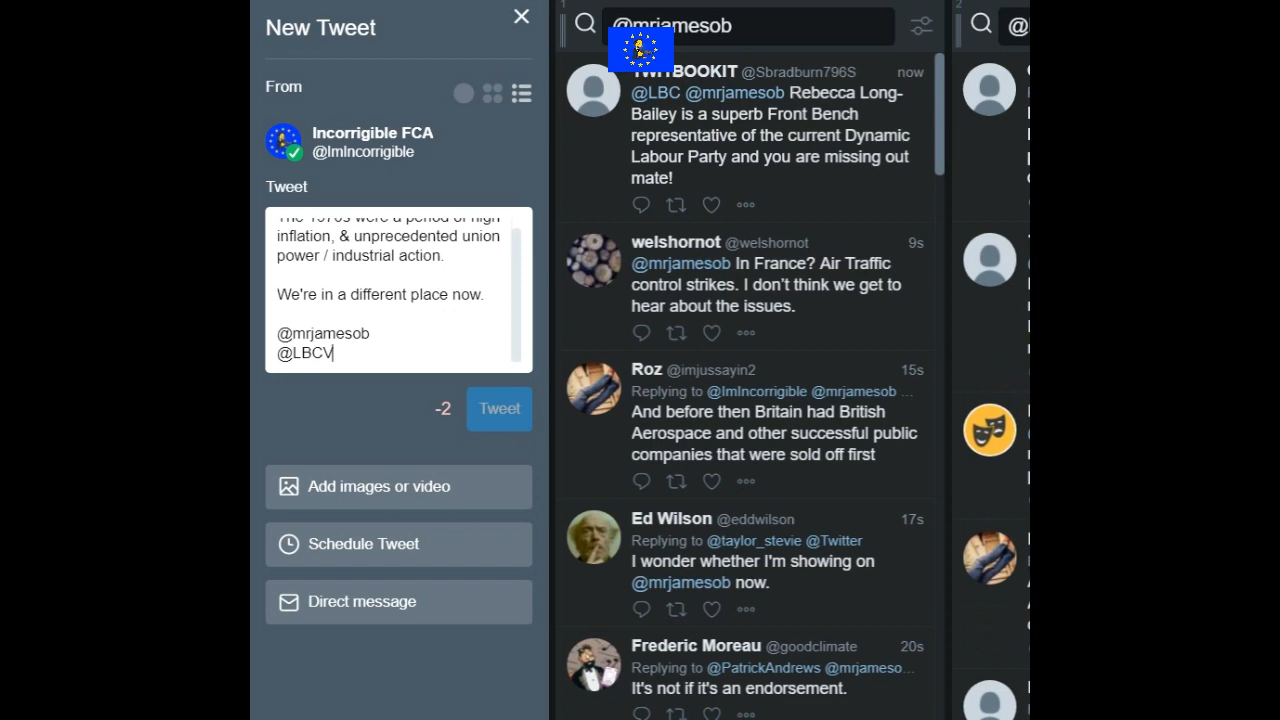 New Tweet
From
Incorrigible FCA
@ImIncorrigible
Tweet
The 1970s were a period of high
inflation, & unprecedented union
power / industrial action.
We're in a different place now.
@mrjamesob
@LBCV
-2
Tweet
Add images or video
Schedule Tweet
Direct message
1
@mrjamesob
TWITBOOKIT @Sbradburn796S now
@LBC @mrjamesob Rebecca Long-
Bailey is a superb Front Bench
representative of the current Dynamic
Labour Party and you are missing out
mate!
welshornot @welshornot 9s
@mrjamesob In France? Air Traffic
control strikes. I don't think we get to
hear about the issues.
Roz @imjussayin2 15s
Replying to @ImIncorrigible @mrjamesob ...
And before then Britain had British
Aerospace and other successful public
companies that were sold off first
Ed Wilson @eddwilson 17s
Replying to @taylor_stevie @Twitter
I wonder whether I'm showing on
@mrjamesob now.
Frederic Moreau @goodclimate 20s
Replying to @PatrickAndrews @mrjameso...
It's not if it's an endorsement.
2
@